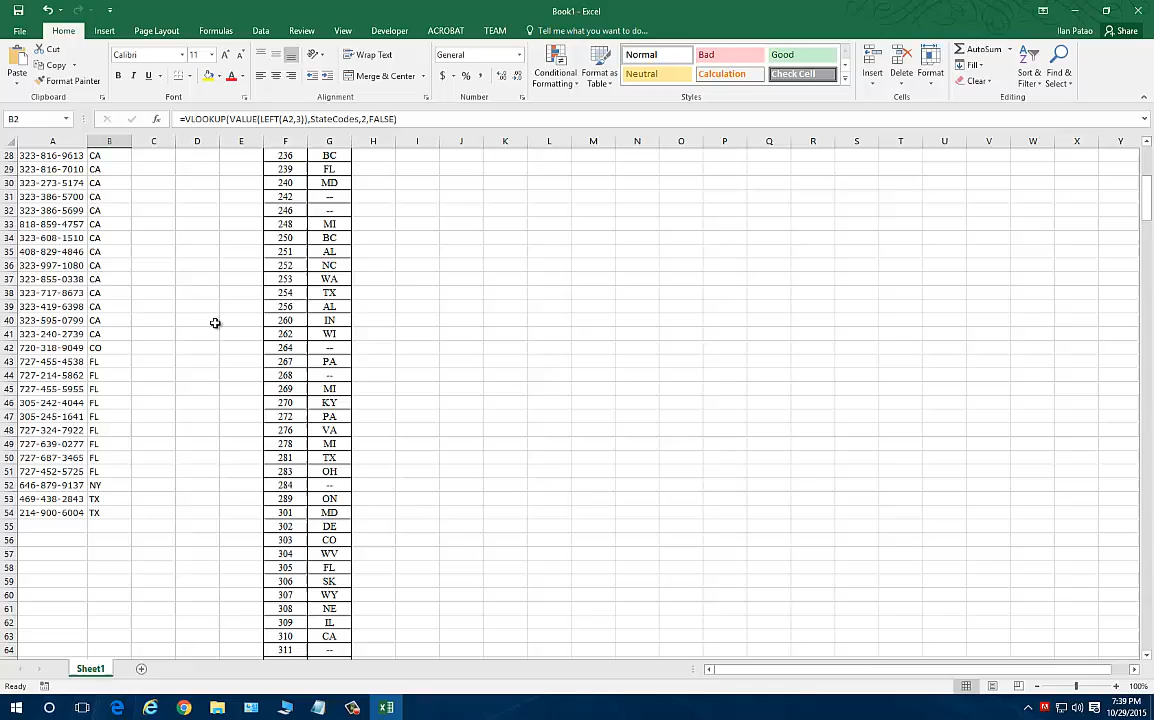 Book1 - Excel
File Home Insert Page Layout Formulas Data Review View Developer ACROBAT TEAM Tell me what you want to do... Ilan Patao Share
Paste Cut Copy Format Painter Clipboard
Calibri 11 A A B I U A Font
Wrap Text Merge & Center Alignment
General $ % , Number
Conditional Formatting Format as Table Normal Bad Good Neutral Calculation Check Cell Styles
Insert Delete Format Cells
AutoSum Fill Clear Sort & Filter Find & Select Editing
B2 fx =VLOOKUP(VALUE(LEFT(A2,3)),StateCodes,2,FALSE)
A B C D E F G H I J K L M N O P Q R S T U V W X Y
28 323-816-9613 CA 236 BC
29 323-816-7010 CA 239 FL
30 323-273-5174 CA 240 MD
31 323-386-5700 CA 242 --
32 323-386-5699 CA 246 --
33 818-859-4757 CA 248 MI
34 323-608-1510 CA 250 BC
35 408-829-4846 CA 251 AL
36 323-997-1080 CA 252 NC
37 323-855-0338 CA 253 WA
38 323-717-8673 CA 254 TX
39 323-419-6398 CA 256 AL
40 323-595-0799 CA 260 IN
41 323-240-2739 CA 262 WI
42 720-318-9049 CO 264 --
43 727-455-4538 FL 267 PA
44 727-214-5862 FL 268 --
45 727-455-5955 FL 269 MI
46 305-242-4044 FL 270 KY
47 305-245-1641 FL 272 PA
48 727-324-7922 FL 276 VA
49 727-639-0277 FL 278 MI
50 727-687-3465 FL 281 TX
51 727-452-5725 FL 283 OH
52 646-879-9137 NY 284 --
53 469-438-2843 TX 289 ON
54 214-900-6004 TX 301 MD
55 302 DE
56 303 CO
57 304 WV
58 305 FL
59 306 SK
60 307 WY
61 308 NE
62 309 IL
63 310 CA
64 311 --
Sheet1
Ready 100%
7:39 PM
10/29/2015